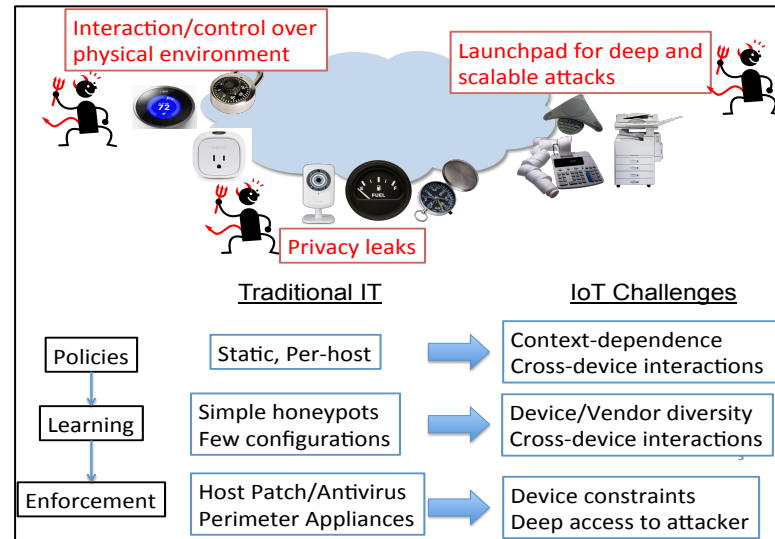 Interaction/control over
physical environment
Launchpad for deep and
scalable attacks
72
FUEL
Privacy leaks
Traditional IT
IoT Challenges
Policies
Static, Per-host
Context-dependence
Cross-device interactions
Learning
Simple honeypots
Few configurations
Device/Vendor diversity
Cross-device interactions
3
Enforcement
Host Patch/Antivirus
Perimeter Appliances
Device constraints
Deep access to attacker